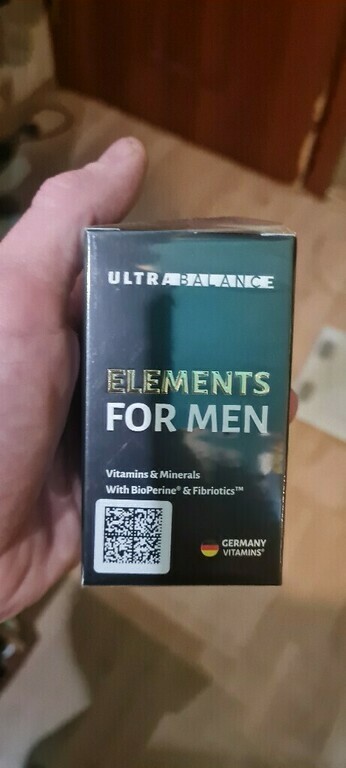 ULTRABALANCE
ELEMENTS
FOR MEN
Vitamins & Minerals
With BioPerine® & Fibriotics™
GERMANY
VITAMINS®